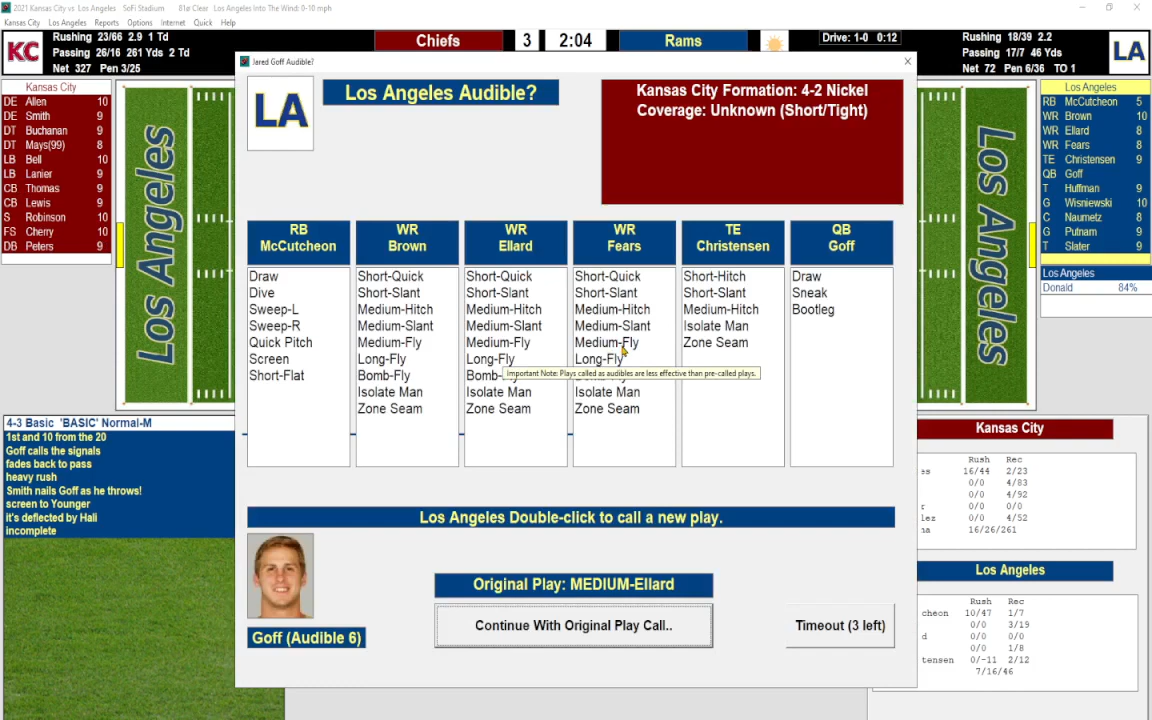 2021 Kansas City vs Los Angeles SoFi Stadium 81º Clear Los Angeles Into The Wind: 0-10 mph
Kansas City Los Angeles Reports Options Internet Quick Help
KC
Rushing 23/66 2.9 1 Td
Passing 26/16 261 Yds 2 Td
Net 327 Pen 3/25
Chiefs
3
2:04
Rams
Drive: 1-0 0:12
Rushing 18/39 2.2
Passing 17/7 46 Yds
Net 72 Pen 6/36 TO 1
LA
Kansas City
DE Allen 10
DE Smith 9
DT Buchanan 9
DT Mays(99) 8
LB Bell 10
LB Lanier 9
CB Thomas 9
CB Lewis 9
S Robinson 10
FS Cherry 10
DB Peters 9
Los Angeles
Jared Goff Audible?
LA
Los Angeles Audible?
Kansas City Formation: 4-2 Nickel
Coverage: Unknown (Short/Tight)
RB
McCutcheon
Draw
Dive
Sweep-L
Sweep-R
Quick Pitch
Screen
Short-Flat
WR
Brown
Short-Quick
Short-Slant
Medium-Hitch
Medium-Slant
Medium-Fly
Long-Fly
Bomb-Fly
Isolate Man
Zone Seam
WR
Ellard
Short-Quick
Short-Slant
Medium-Hitch
Medium-Slant
Medium-Fly
Long-Fly
Isolate Man
Zone Seam
WR
Fears
Short-Quick
Short-Slant
Medium-Hitch
Medium-Slant
Medium-Fly
Long-Fly
Isolate Man
Zone Seam
TE
Christensen
Short-Hitch
Short-Slant
Medium-Hitch
Isolate Man
Zone Seam
QB
Goff
Draw
Sneak
Bootleg
Important Note: Plays called as audibles are less effective than pre-called plays.
Los Angeles Double-click to call a new play.
Original Play: MEDIUM-Ellard
Continue With Original Play Call..
Timeout (3 left)
Goff (Audible 6)
Los Angeles
Los Angeles
RB McCutcheon 5
WR Brown 10
WR Ellard 8
WR Fears 8
TE Christensen 9
QB Goff
T Huffman 9
G Wisniewski 10
C Naumetz 8
G Putnam 9
T Slater 9
Los Angeles
Donald 84%
4-3 Basic 'BASIC' Normal-M
1st and 10 from the 20
Goff calls the signals
fades back to pass
heavy rush
Smith nails Goff as he throws!
screen to Younger
it's deflected by Hali
incomplete
Kansas City
Rush Rec
es 16/44 2/23
0/0 4/83
0/0 4/92
r 0/0 0/0
lez 0/0 4/52
na 16/26/261
Los Angeles
Rush Rec
cheon 10/47 1/7
0/0 3/19
d 0/0 0/0
0/0 1/8
tensen 0/-11 2/12
7/16/46